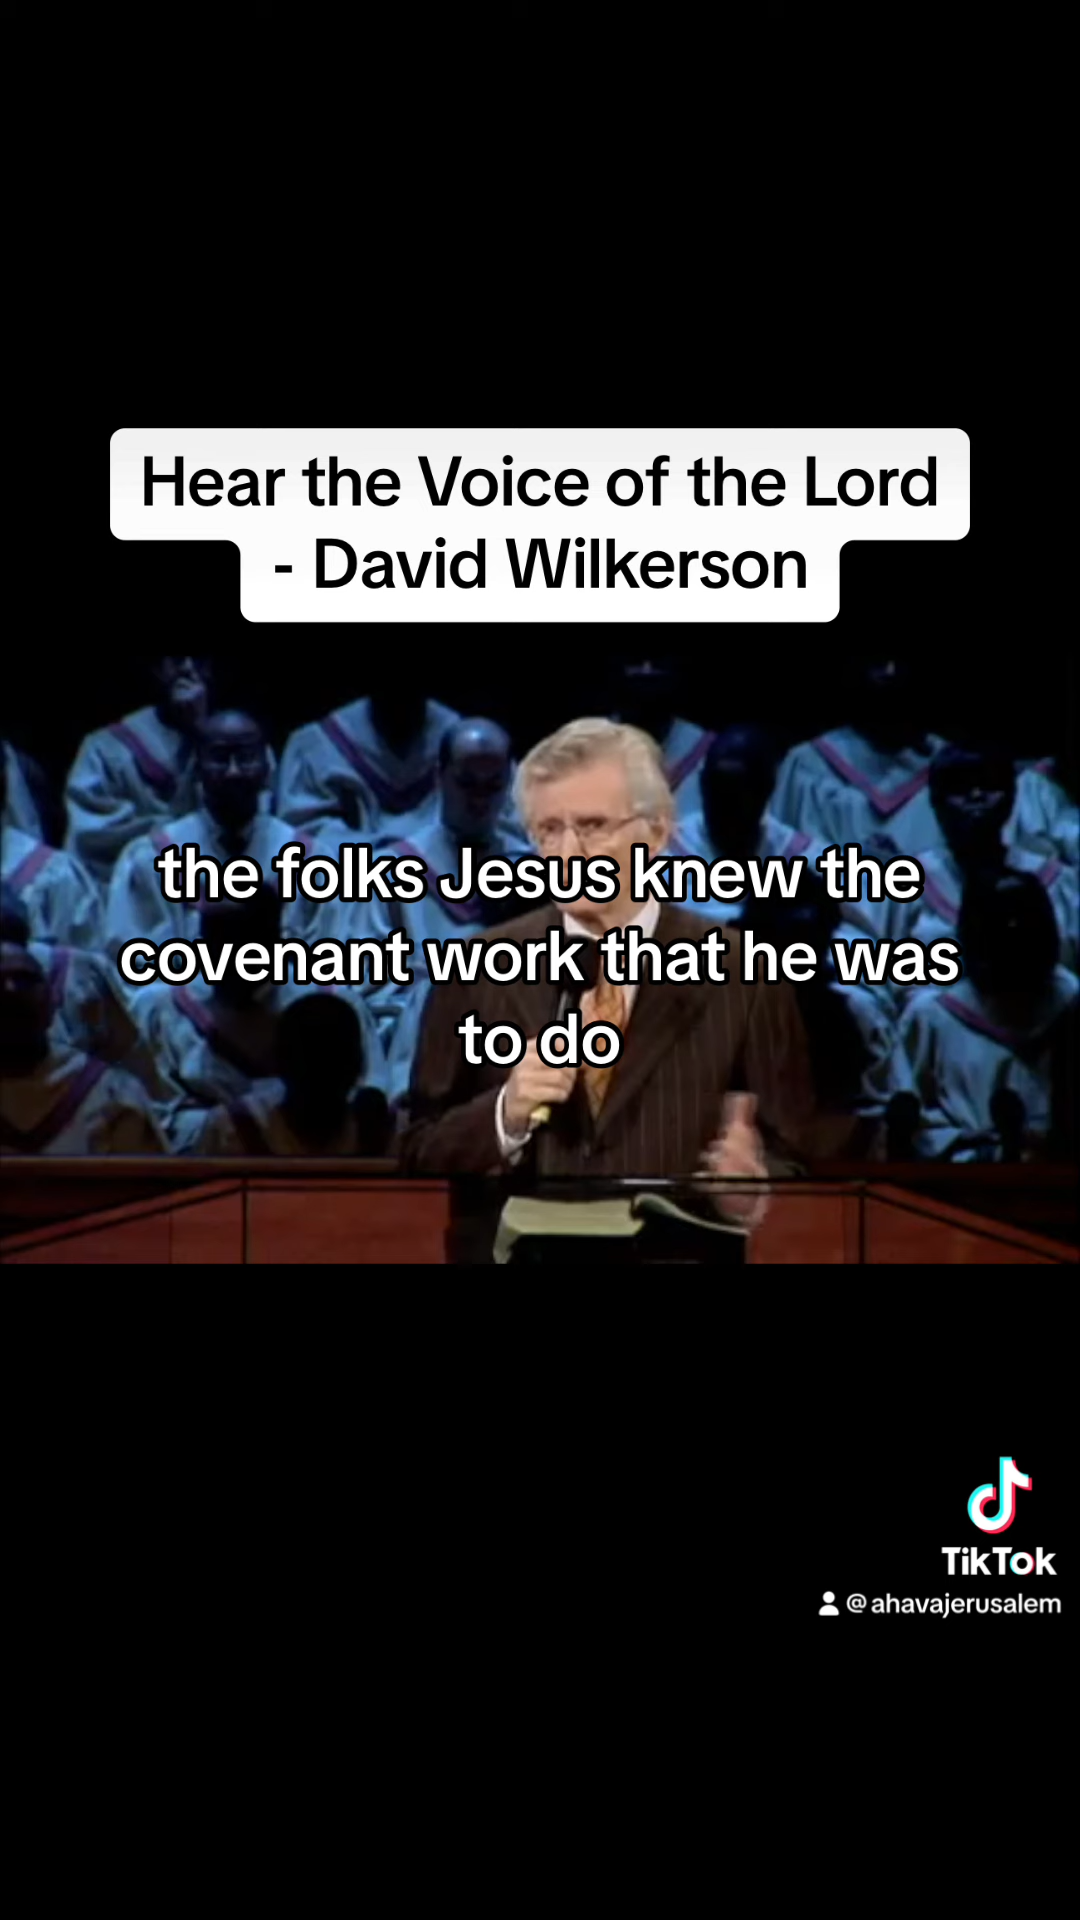 Hear the Voice of the Lord
- David Wilkerson
the folks Jesus knew the
covenant work that he was
to do
TikTok
@ahavajerusalem